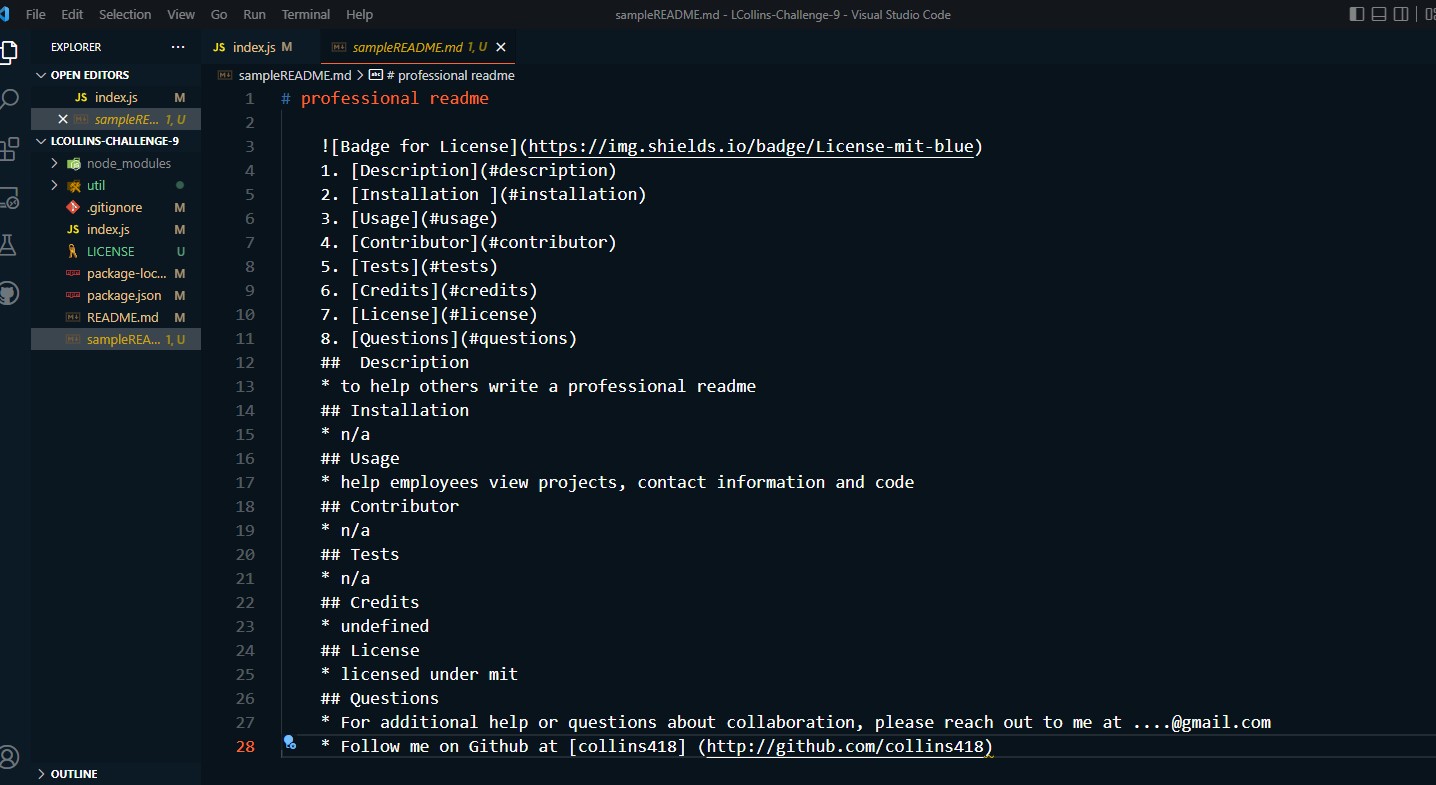 File Edit Selection View Go Run Terminal Help sampleREADME.md - LCollins-Challenge-9 - Visual Studio Code
EXPLORER ... JS index.js M sampleREADME.md 1, U
OPEN EDITORS sampleREADME.md > # professional readme
JS index.js M
sampleRE... 1, U
LCOLLINS-CHALLENGE-9
node_modules
util
.gitignore M
JS index.js M
LICENSE U
package-loc... M
package.json M
README.md M
sampleREA... 1, U
OUTLINE
1 # professional readme
2
3 ![Badge for License](https://img.shields.io/badge/License-mit-blue)
4 1. [Description](#description)
5 2. [Installation ](#installation)
6 3. [Usage](#usage)
7 4. [Contributor](#contributor)
8 5. [Tests](#tests)
9 6. [Credits](#credits)
10 7. [License](#license)
11 8. [Questions](#questions)
12 ##  Description
13 * to help others write a professional readme
14 ## Installation
15 * n/a
16 ## Usage
17 * help employees view projects, contact information and code
18 ## Contributor
19 * n/a
20 ## Tests
21 * n/a
22 ## Credits
23 * undefined
24 ## License
25 * licensed under mit
26 ## Questions
27 * For additional help or questions about collaboration, please reach out to me at ....@gmail.com
28 * Follow me on Github at [collins418] (http://github.com/collins418)